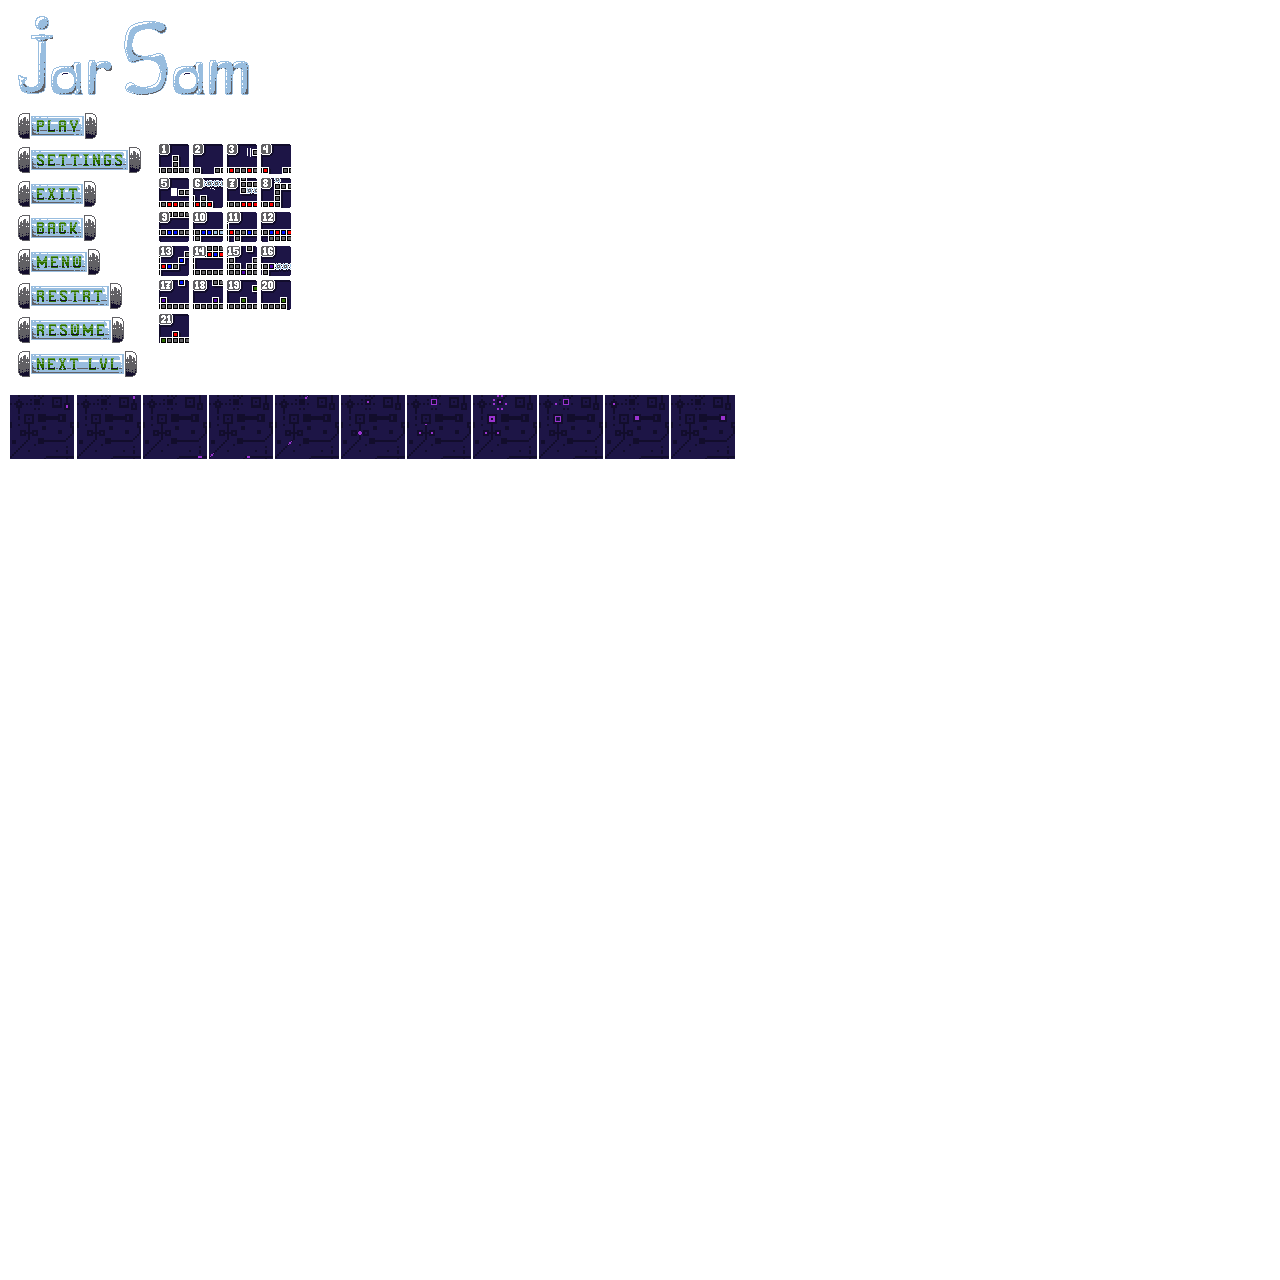 jar Sam
PLAY
SETTINGS
1 2 3 4
EXIT
5 6 7 8
BACK
9 10 11 12
MENU
13 14 15 16
RESTRT
17 18 19 20
RESUME
21
NEXT LVL